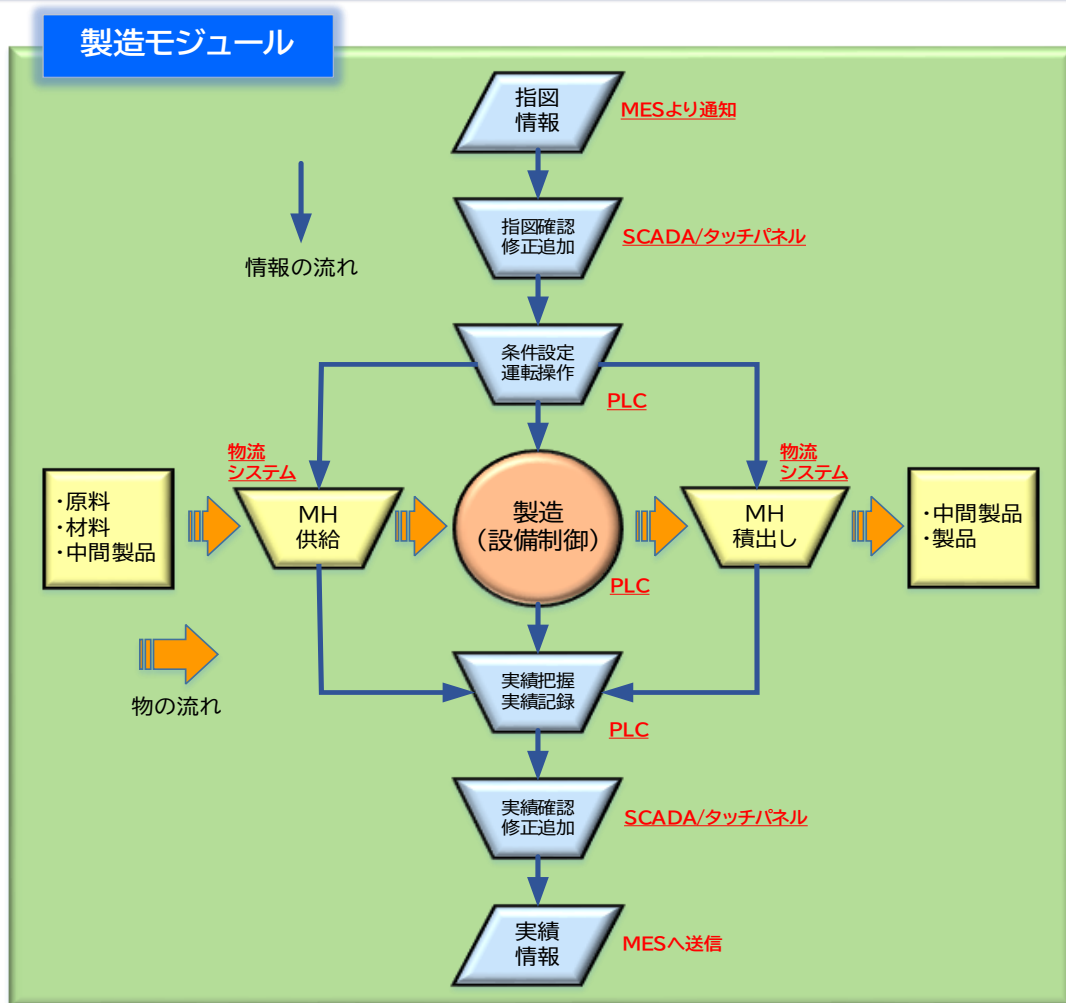 製造モジュール
指図
情報
MESより通知
指図確認
修正追加
SCADA/タッチパネル
情報の流れ
条件設定
運転操作
PLC
物流
システム
物流
システム
・原料
・材料
・中間製品
MH
供給
製造
(設備制御)
MH
積出し
・中間製品
・製品
PLC
物の流れ
実績把握
実績記録
PLC
実績確認
修正追加
SCADA/タッチパネル
実績
情報
MESへ送信